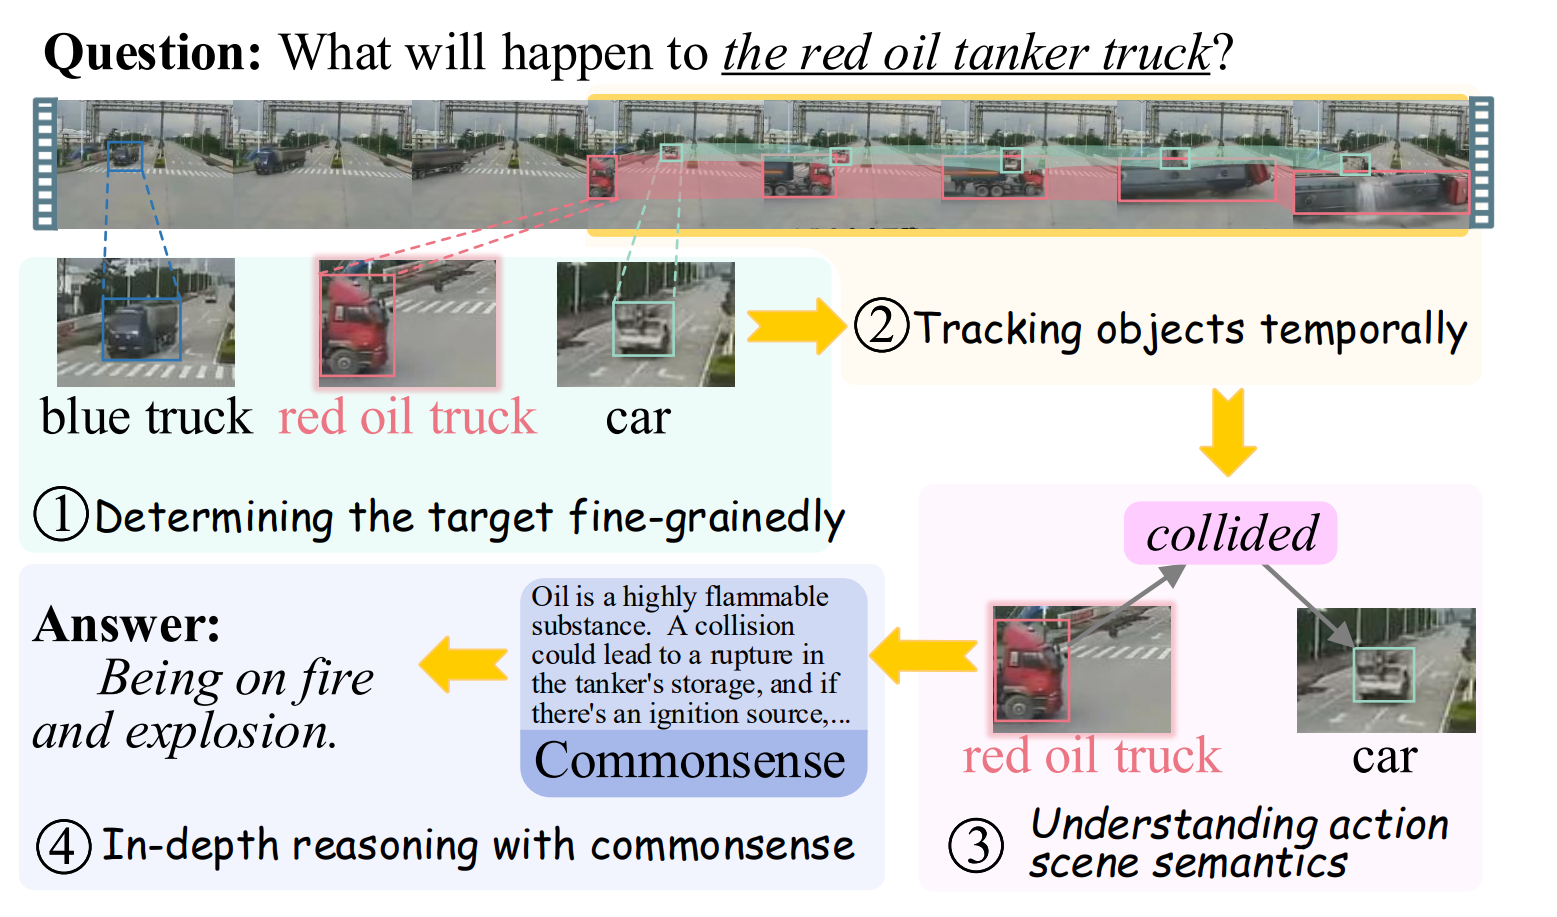 Question: What will happen to the red oil tanker truck?
blue truck
red oil truck
car
① Determining the target fine-grainedly
② Tracking objects temporally
collided
red oil truck
car
③ Understanding action
scene semantics
Oil is a highly flammable
substance. A collision
could lead to a rupture in
the tanker's storage, and if
there's an ignition source,...
Commonsense
Answer:
Being on fire
and explosion.
④ In-depth reasoning with commonsense